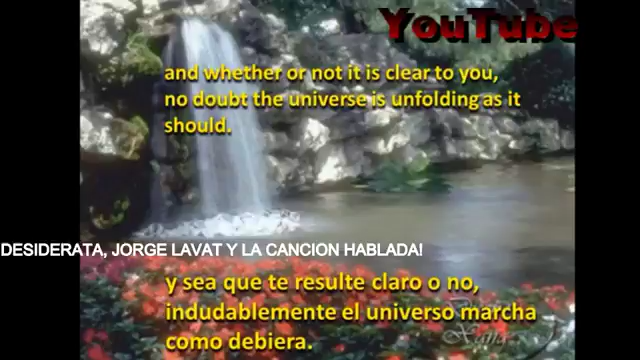 YouTube
and whether or not it is clear to you,
no doubt the universe is unfolding as it
should.
DESIDERATA, JORGE LAVAT Y LA CANCION HABLADA!
y sea que te resulte claro o no,
indudablemente el universo marcha
como debiera.